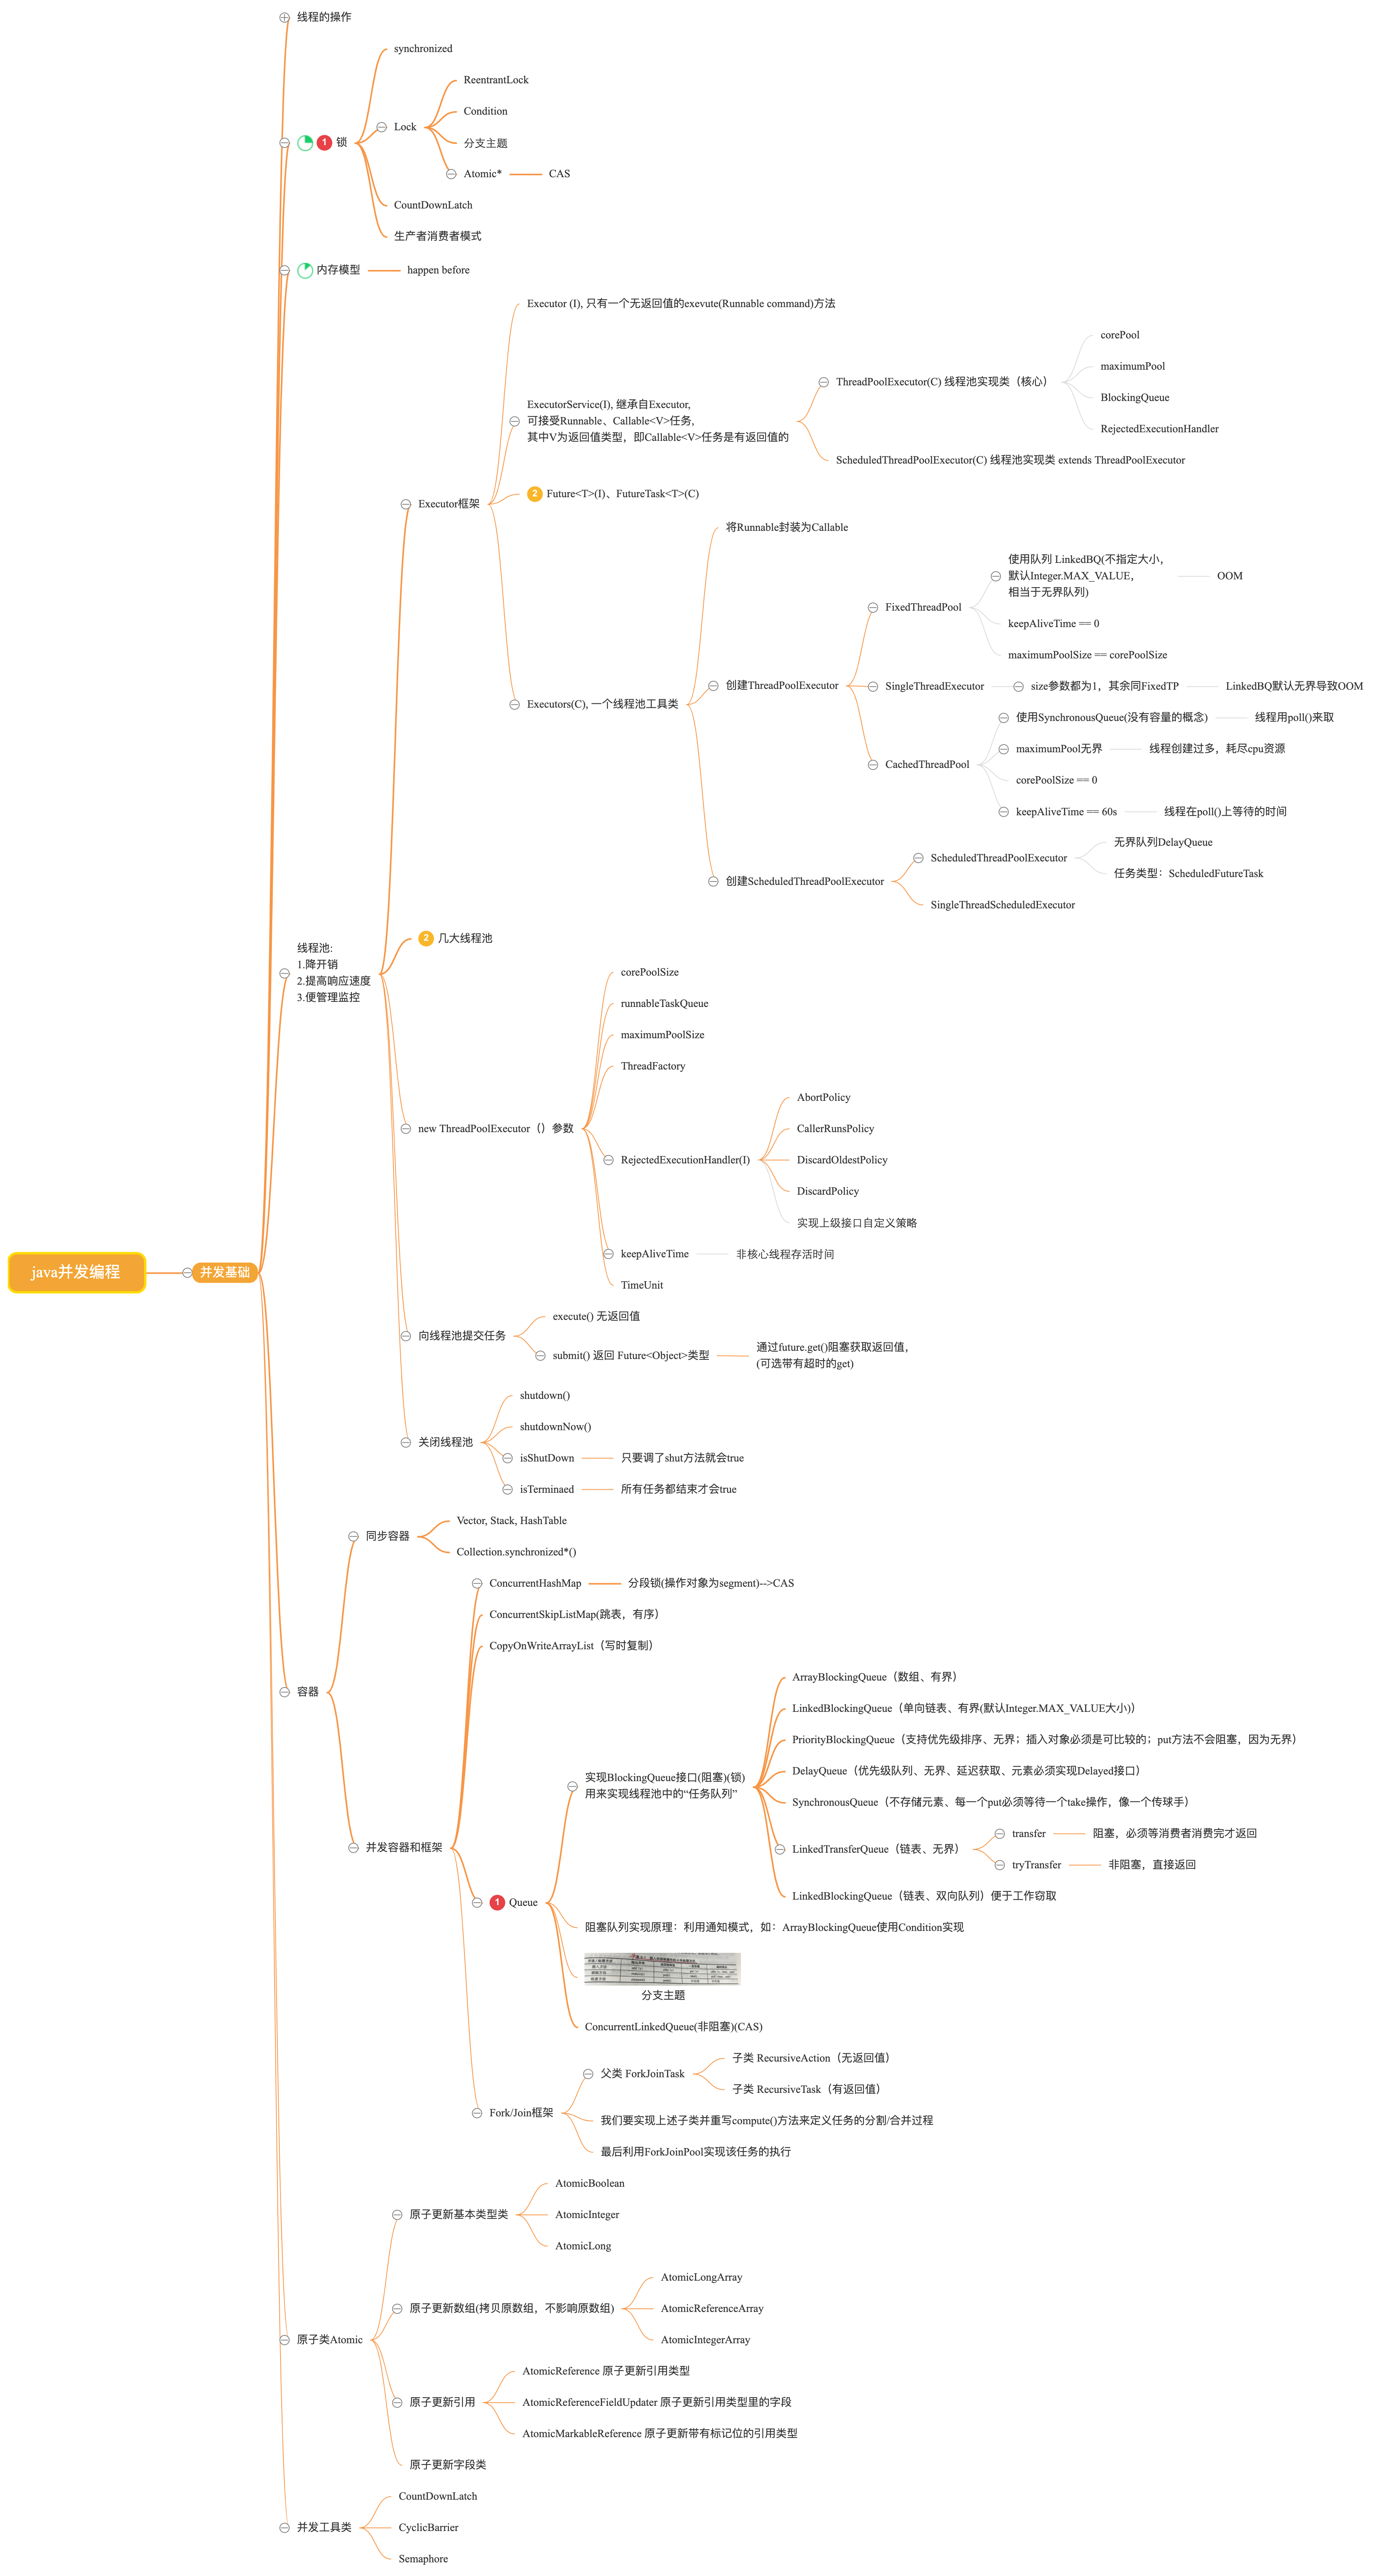 线程的操作
synchronized
ReentrantLock
Condition
Lock
分支主题
1 锁
Atomic*
CAS
CountDownLatch
生产者消费者模式
内存模型
happen before
Executor (I), 只有一个无返回值的exevute(Runnable command)方法
corePool
maximumPool
ThreadPoolExecutor(C) 线程池实现类（核心）
BlockingQueue
RejectedExecutionHandler
ExecutorService(I), 继承自Executor,
可接受Runnable、Callable<V>任务,
其中V为返回值类型，即Callable<V>任务是有返回值的
ScheduledThreadPoolExecutor(C) 线程池实现类 extends ThreadPoolExecutor
2 Future<T>(I)、FutureTask<T>(C)
Executor框架
将Runnable封装为Callable
使用队列 LinkedBQ(不指定大小，
默认Integer.MAX_VALUE，
相当于无界队列)
OOM
FixedThreadPool
keepAliveTime == 0
maximumPoolSize == corePoolSize
创建ThreadPoolExecutor
SingleThreadExecutor
size参数都为1，其余同FixedTP
LinkedBQ默认无界导致OOM
Executors(C), 一个线程池工具类
使用SynchronousQueue(没有容量的概念)
线程用poll()来取
maximumPool无界
线程创建过多，耗尽cpu资源
CachedThreadPool
corePoolSize == 0
keepAliveTime == 60s
线程在poll()上等待的时间
无界队列DelayQueue
ScheduledThreadPoolExecutor
任务类型：ScheduledFutureTask
创建ScheduledThreadPoolExecutor
SingleThreadScheduledExecutor
2 几大线程池
线程池:
1.降开销
2.提高响应速度
3.便管理监控
corePoolSize
runnableTaskQueue
maximumPoolSize
ThreadFactory
new ThreadPoolExecutor（）参数
AbortPolicy
CallerRunsPolicy
RejectedExecutionHandler(I)
DiscardOldestPolicy
DiscardPolicy
实现上级接口自定义策略
keepAliveTime
非核心线程存活时间
TimeUnit
java并发编程
并发基础
execute() 无返回值
向线程池提交任务
submit() 返回 Future<Object>类型
通过future.get()阻塞获取返回值，
(可选带有超时的get)
shutdown()
shutdownNow()
关闭线程池
isShutDown
只要调了shut方法就会true
isTerminaed
所有任务都结束才会true
同步容器
Vector, Stack, HashTable
Collection.synchronized*()
ConcurrentHashMap
分段锁(操作对象为segment)-->CAS
ConcurrentSkipListMap(跳表，有序）
CopyOnWriteArrayList（写时复制）
容器
ArrayBlockingQueue（数组、有界）
LinkedBlockingQueue（单向链表、有界(默认Integer.MAX_VALUE大小)）
PriorityBlockingQueue（支持优先级排序、无界；插入对象必须是可比较的；put方法不会阻塞，因为无界）
实现BlockingQueue接口(阻塞)(锁)
用来实现线程池中的“任务队列”
DelayQueue（优先级队列、无界、延迟获取、元素必须实现Delayed接口）
SynchronousQueue（不存储元素、每一个put必须等待一个take操作，像一个传球手）
LinkedTransferQueue（链表、无界）
transfer
阻塞，必须等消费者消费完才返回
tryTransfer
非阻塞，直接返回
LinkedBlockingQueue（链表、双向队列）便于工作窃取
并发容器和框架
1 Queue
阻塞队列实现原理：利用通知模式，如：ArrayBlockingQueue使用Condition实现
分支主题
ConcurrentLinkedQueue(非阻塞)(CAS)
父类 ForkJoinTask
子类 RecursiveAction（无返回值）
子类 RecursiveTask（有返回值）
Fork/Join框架
我们要实现上述子类并重写compute()方法来定义任务的分割/合并过程
最后利用ForkJoinPool实现该任务的执行
原子更新基本类型类
AtomicBoolean
AtomicInteger
AtomicLong
原子更新数组(拷贝原数组，不影响原数组)
AtomicLongArray
AtomicReferenceArray
AtomicIntegerArray
原子类Atomic
原子更新引用
AtomicReference 原子更新引用类型
AtomicReferenceFieldUpdater 原子更新引用类型里的字段
AtomicMarkableReference 原子更新带有标记位的引用类型
原子更新字段类
并发工具类
CountDownLatch
CyclicBarrier
Semaphore